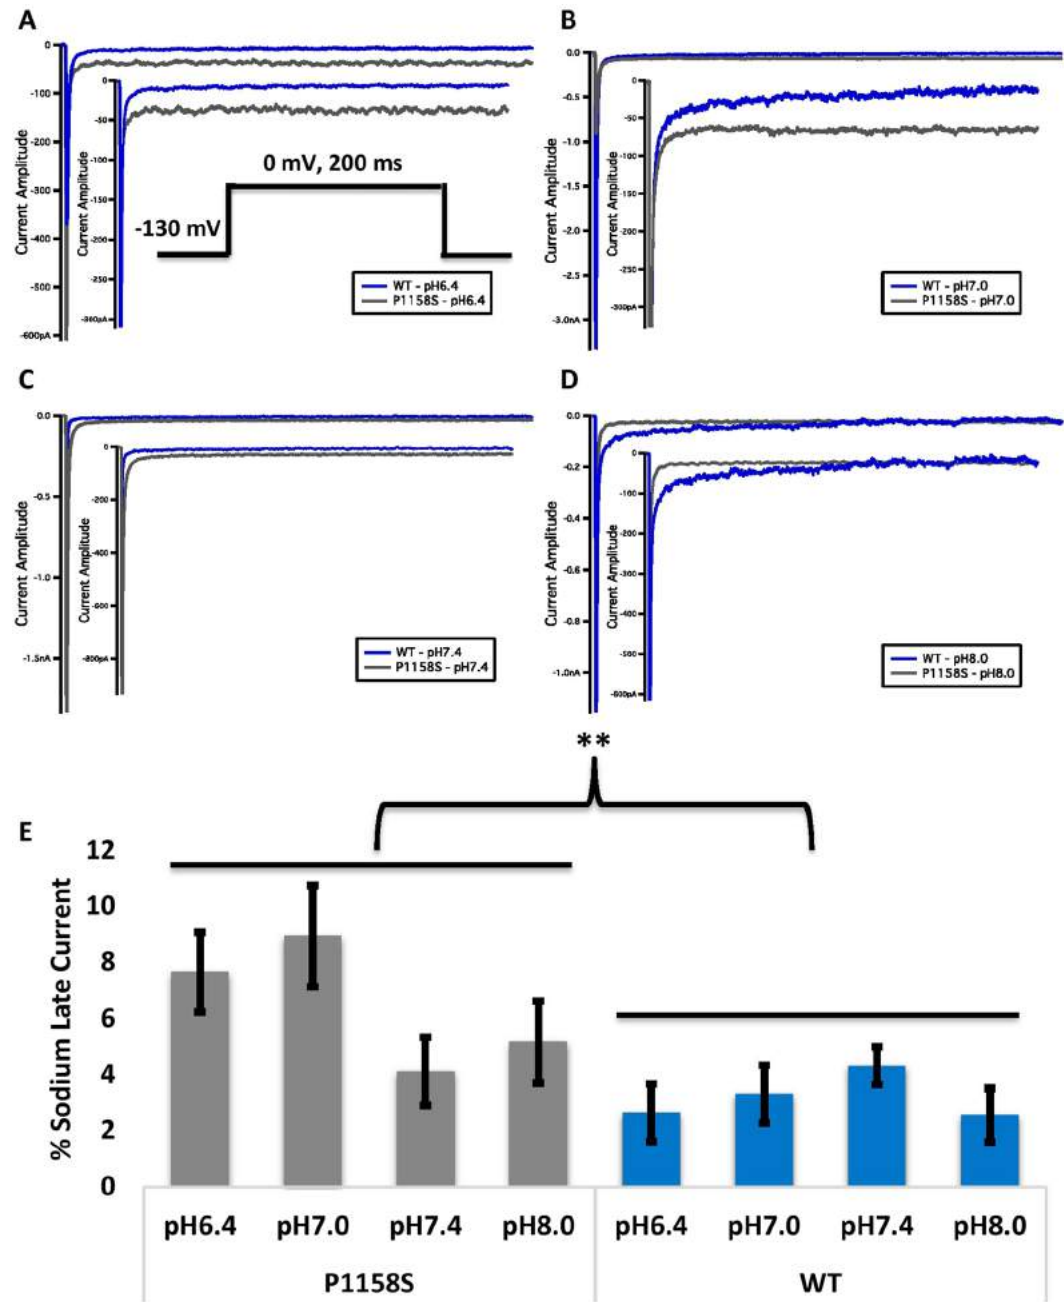 A
0
-100
-200
-300
-400
-500
-600pA
Current Amplitude
0
-50
-100
-150
-200
-250
-300pA
Current Amplitude
0 mV, 200 ms
-130 mV
WT - pH6.4
P1158S - pH6.4
B
0.0
-0.5
-1.0
-1.5
-2.0
-2.5
-3.0nA
Current Amplitude
0
-50
-100
-150
-200
-250
-300pA
Current Amplitude
WT - pH7.0
P1158S - pH7.0
C
0.0
-0.5
-1.0
-1.5nA
Current Amplitude
0
-200
-400
-600
-800pA
Current Amplitude
WT - pH7.4
P1158S - pH7.4
D
0.0
-0.2
-0.4
-0.6
-0.8
-1.0nA
Current Amplitude
0
-100
-200
-300
-400
-500
-600pA
Current Amplitude
WT - pH8.0
P1158S - pH8.0
**
E
12
10
8
6
4
2
0
% Sodium Late Current
pH6.4 pH7.0 pH7.4 pH8.0 pH6.4 pH7.0 pH7.4 pH8.0
P1158S WT